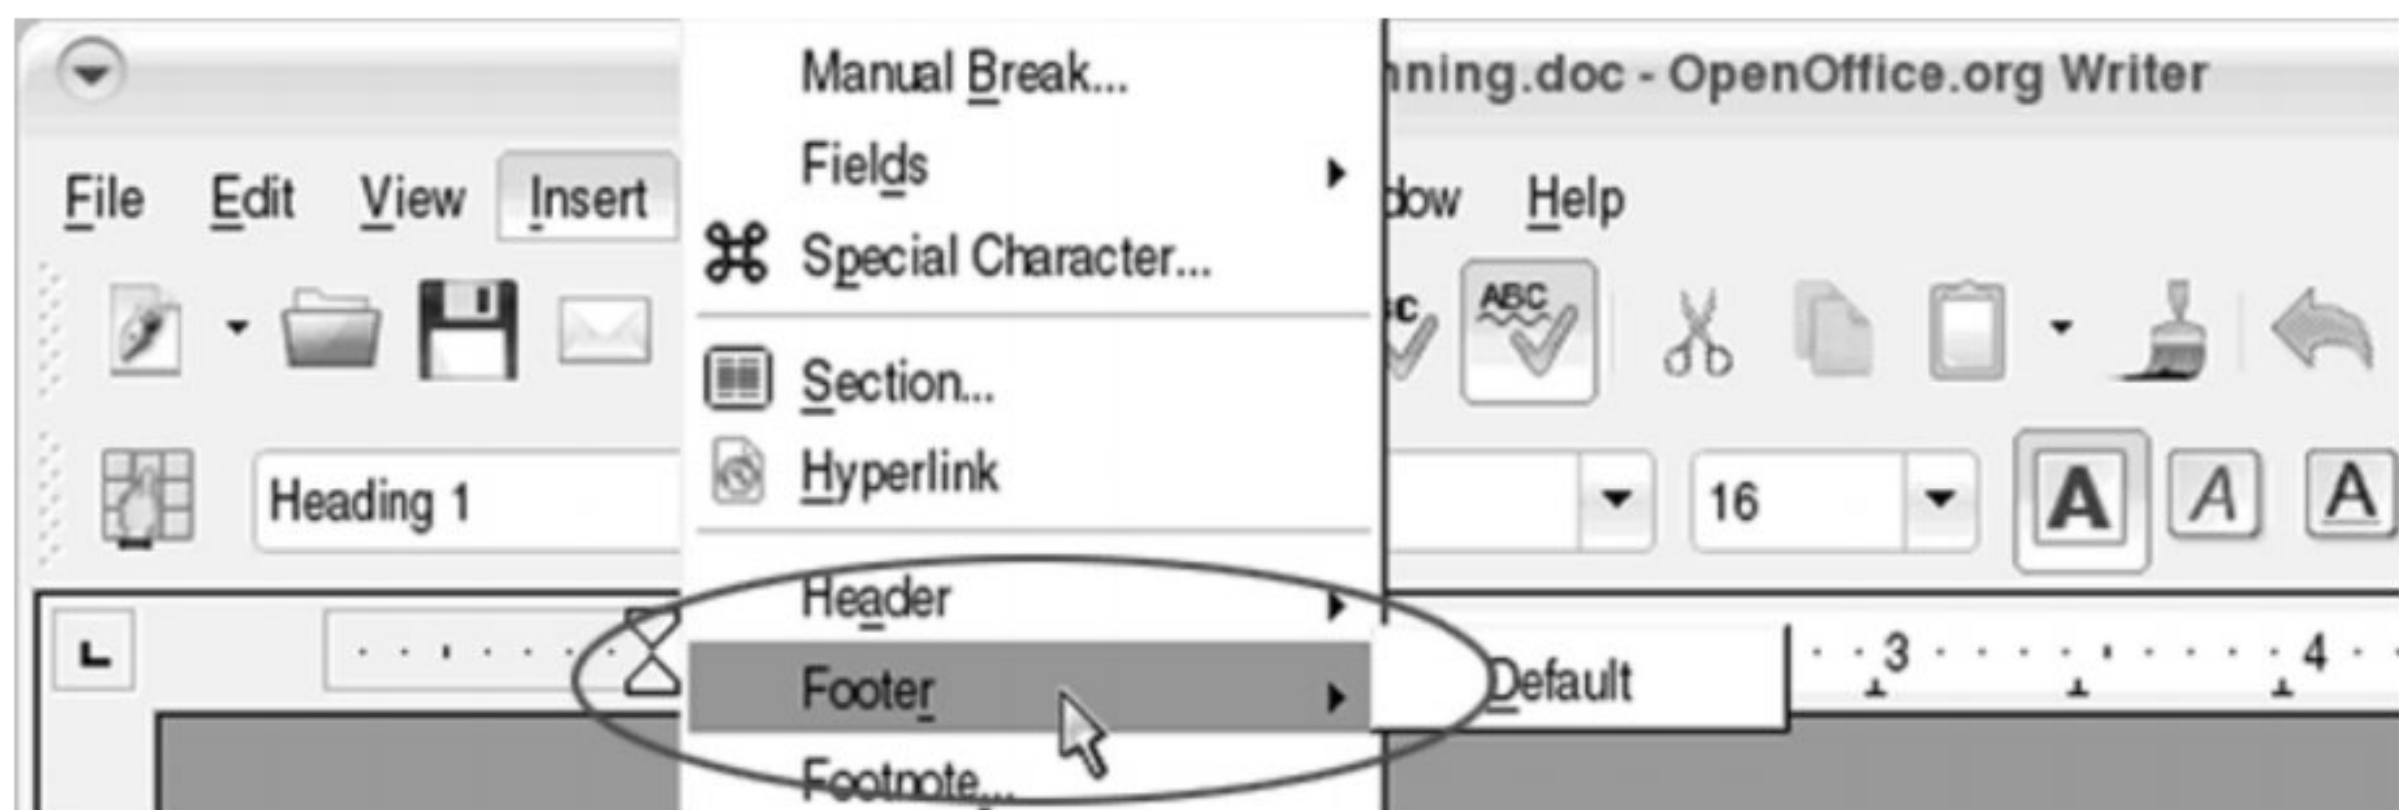 nning.doc - OpenOffice.org Writer
File Edit View Insert dow Help
Manual Break...
Fields
Special Character...
Section...
Hyperlink
Header
Footer
Footnote...
Default
ABC
Heading 1
16
A A A
3 4